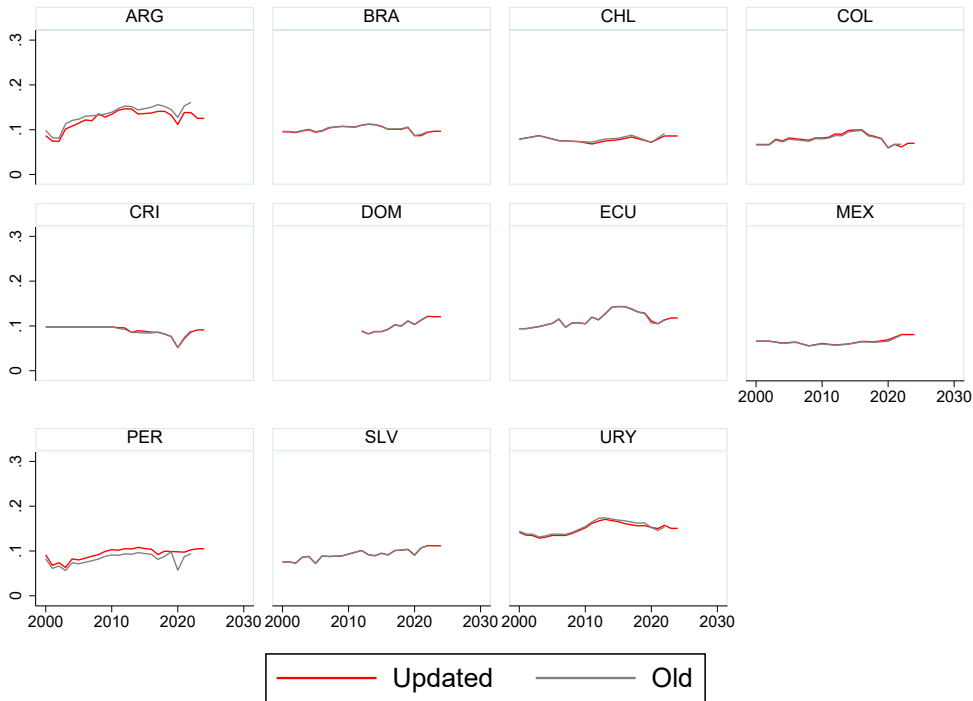 ARG BRA CHL COL
.3
.2
.1
0
CRI DOM ECU MEX
.3
.2
.1
0
2000 2010 2020 2030
PER SLV URY
.3
.2
.1
0
2000 2010 2020 2030 2000 2010 2020 2030 2000 2010 2020 2030
Updated Old